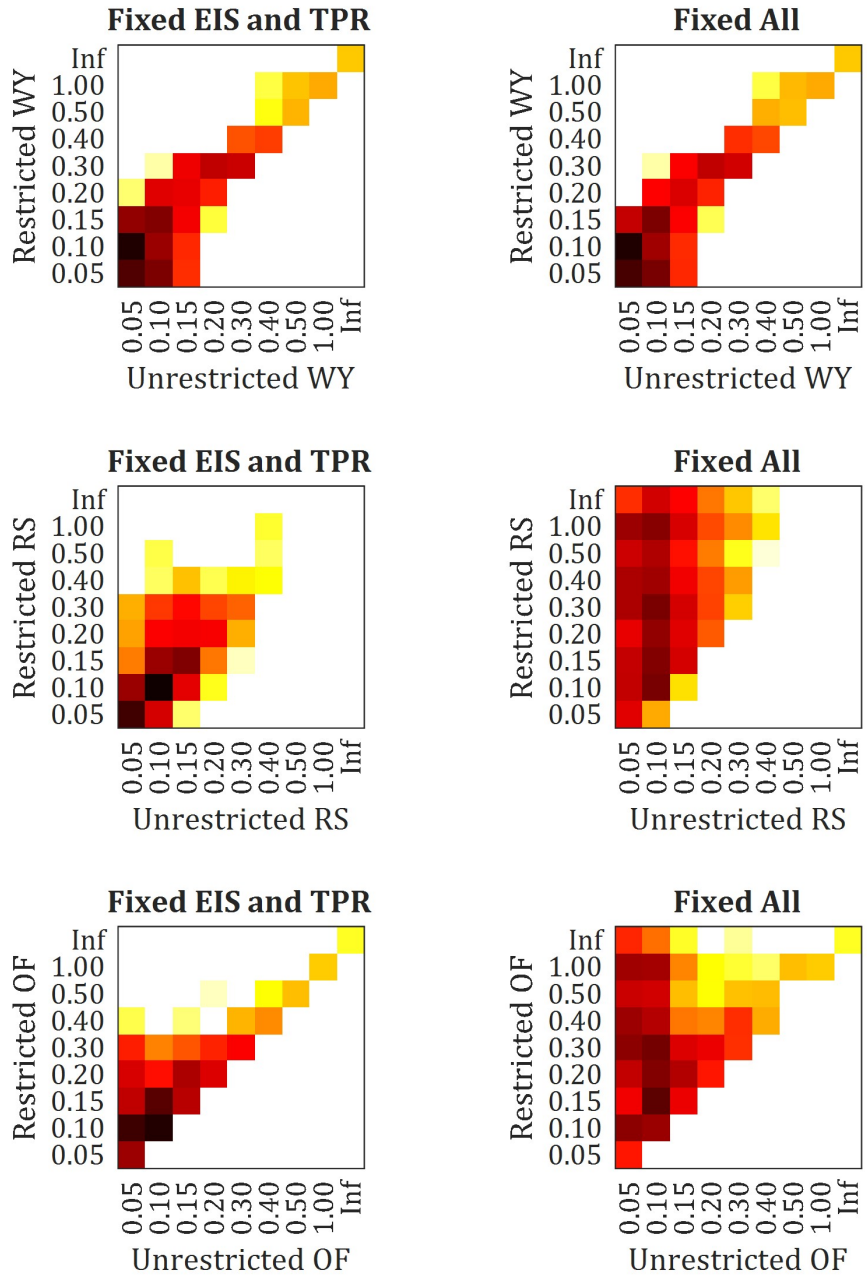 Fixed EIS and TPR
Restricted WY
Inf
1.00
0.50
0.40
0.30
0.20
0.15
0.10
0.05
0.05 0.10 0.15 0.20 0.30 0.40 0.50 1.00 Inf
Unrestricted WY
Fixed All
Restricted WY
Inf
1.00
0.50
0.40
0.30
0.20
0.15
0.10
0.05
0.05 0.10 0.15 0.20 0.30 0.40 0.50 1.00 Inf
Unrestricted WY
Fixed EIS and TPR
Restricted RS
Inf
1.00
0.50
0.40
0.30
0.20
0.15
0.10
0.05
0.05 0.10 0.15 0.20 0.30 0.40 0.50 1.00 Inf
Unrestricted RS
Fixed All
Restricted RS
Inf
1.00
0.50
0.40
0.30
0.20
0.15
0.10
0.05
0.05 0.10 0.15 0.20 0.30 0.40 0.50 1.00 Inf
Unrestricted RS
Fixed EIS and TPR
Restricted OF
Inf
1.00
0.50
0.40
0.30
0.20
0.15
0.10
0.05
0.05 0.10 0.15 0.20 0.30 0.40 0.50 1.00 Inf
Unrestricted OF
Fixed All
Restricted OF
Inf
1.00
0.50
0.40
0.30
0.20
0.15
0.10
0.05
0.05 0.10 0.15 0.20 0.30 0.40 0.50 1.00 Inf
Unrestricted OF